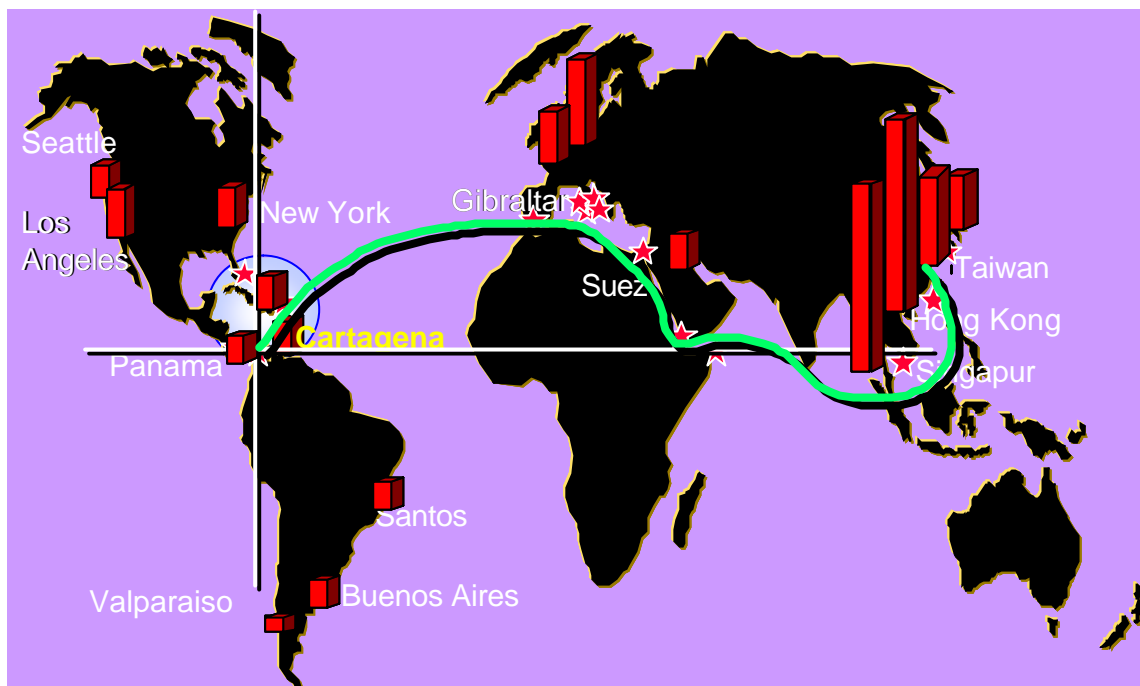 Seattle
Los
Angeles
New York
Gibraltar
Suez
Taiwan
Hong Kong
Singapur
Cartagena
Panama
Santos
Valparaiso
Buenos Aires